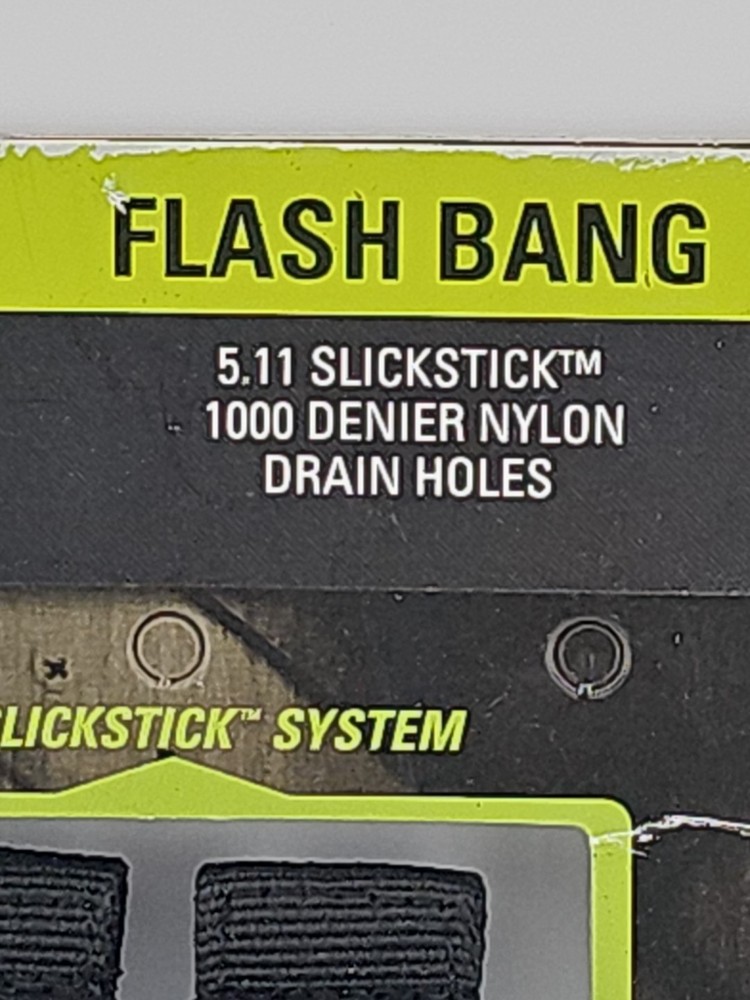 FLASH BANG
5.11 SLICKSTICK™
1000 DENIER NYLON
DRAIN HOLES
LICKSTICK™ SYSTEM